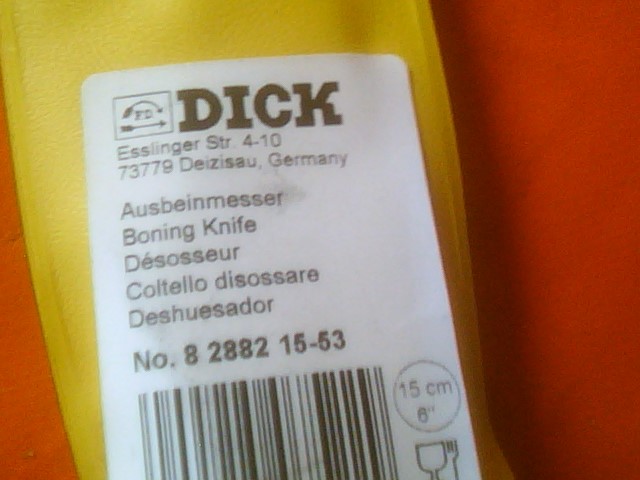 FD
DICK
Esslinger Str. 4-10
73779 Deizisau, Germany
Ausbeinmesser
Boning Knife
Désosseur
Coltello disossare
Deshuesador
No. 8 2882 15-53
15 cm
6"